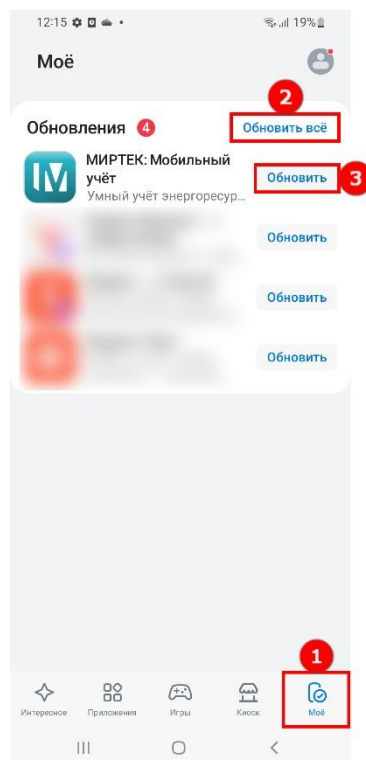 12:15 19%
Моё
2
Обновления 4 Обновить всё
МИРТЕК: Мобильный
учёт
Умный учёт энергоресур...
Обновить 3
Обновить
Обновить
Обновить
1
Интересное Приложения Игры Киоск Моё